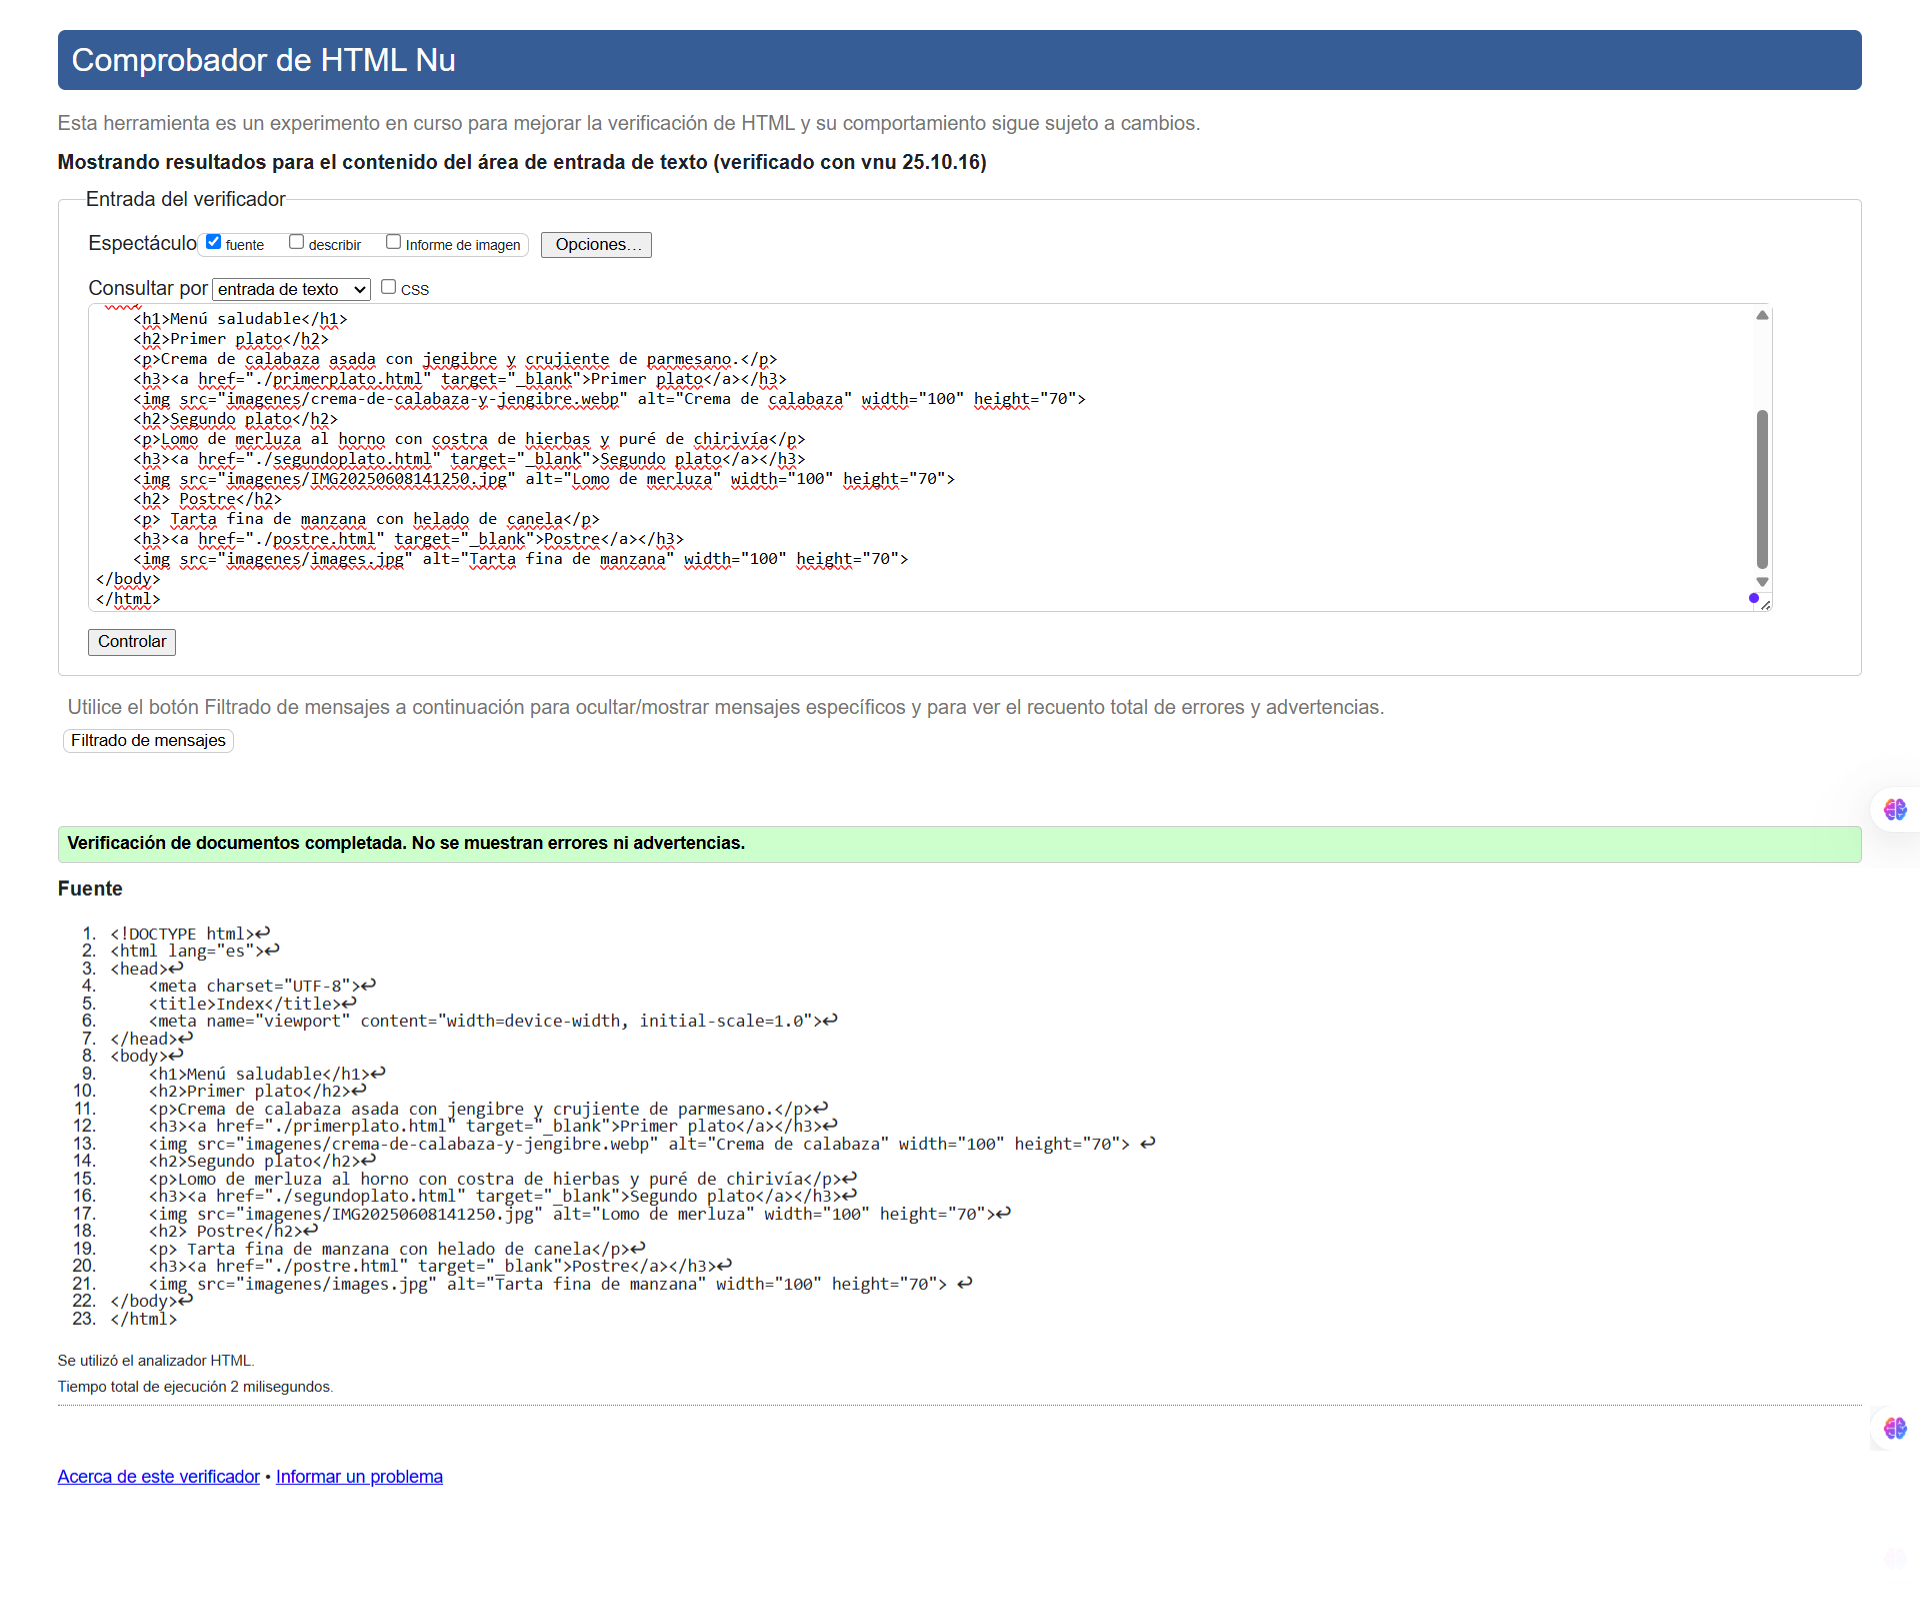 Comprobador de HTML Nu
Esta herramienta es un experimento en curso para mejorar la verificación de HTML y su comportamiento sigue sujeto a cambios.
Mostrando resultados para el contenido del área de entrada de texto (verificado con vnu 25.10.16)
Entrada del verificador
Espectáculo fuente describir Informe de imagen Opciones...
Consultar por entrada de texto CSS
<h1>Menú saludable</h1>
<h2>Primer plato</h2>
<p>Crema de calabaza asada con jengibre y crujiente de parmesano.</p>
<h3><a href="./primerplato.html" target="_blank">Primer plato</a></h3>
<img src="imagenes/crema-de-calabaza-y-jengibre.webp" alt="Crema de calabaza" width="100" height="70">
<h2>Segundo plato</h2>
<p>Lomo de merluza al horno con costra de hierbas y puré de chirivía</p>
<h3><a href="./segundoplato.html" target="_blank">Segundo plato</a></h3>
<img src="imagenes/IMG20250608141250.jpg" alt="Lomo de merluza" width="100" height="70">
<h2> Postre</h2>
<p> Tarta fina de manzana con helado de canela</p>
<h3><a href="./postre.html" target="_blank">Postre</a></h3>
<img src="imagenes/images.jpg" alt="Tarta fina de manzana" width="100" height="70">
</body>
</html>
Controlar
Utilice el botón Filtrado de mensajes a continuación para ocultar/mostrar mensajes específicos y para ver el recuento total de errores y advertencias.
Filtrado de mensajes
Verificación de documentos completada. No se muestran errores ni advertencias.
Fuente
1. <!DOCTYPE html>↩
2. <html lang="es">↩
3. <head>↩
4. <meta charset="UTF-8">↩
5. <title>Index</title>↩
6. <meta name="viewport" content="width=device-width, initial-scale=1.0">↩
7. </head>↩
8. <body>↩
9. <h1>Menú saludable</h1>↩
10. <h2>Primer plato</h2>↩
11. <p>Crema de calabaza asada con jengibre y crujiente de parmesano.</p>↩
12. <h3><a href="./primerplato.html" target="_blank">Primer plato</a></h3>↩
13. <img src="imagenes/crema-de-calabaza-y-jengibre.webp" alt="Crema de calabaza" width="100" height="70"> ↩
14. <h2>Segundo plato</h2>↩
15. <p>Lomo de merluza al horno con costra de hierbas y puré de chirivía</p>↩
16. <h3><a href="./segundoplato.html" target="_blank">Segundo plato</a></h3>↩
17. <img src="imagenes/IMG20250608141250.jpg" alt="Lomo de merluza" width="100" height="70">↩
18. <h2> Postre</h2>↩
19. <p> Tarta fina de manzana con helado de canela</p>↩
20. <h3><a href="./postre.html" target="_blank">Postre</a></h3>↩
21. <img src="imagenes/images.jpg" alt="Tarta fina de manzana" width="100" height="70"> ↩
22. </body>↩
23. </html>
Se utilizó el analizador HTML.
Tiempo total de ejecución 2 milisegundos.
Acerca de este verificador • Informar un problema